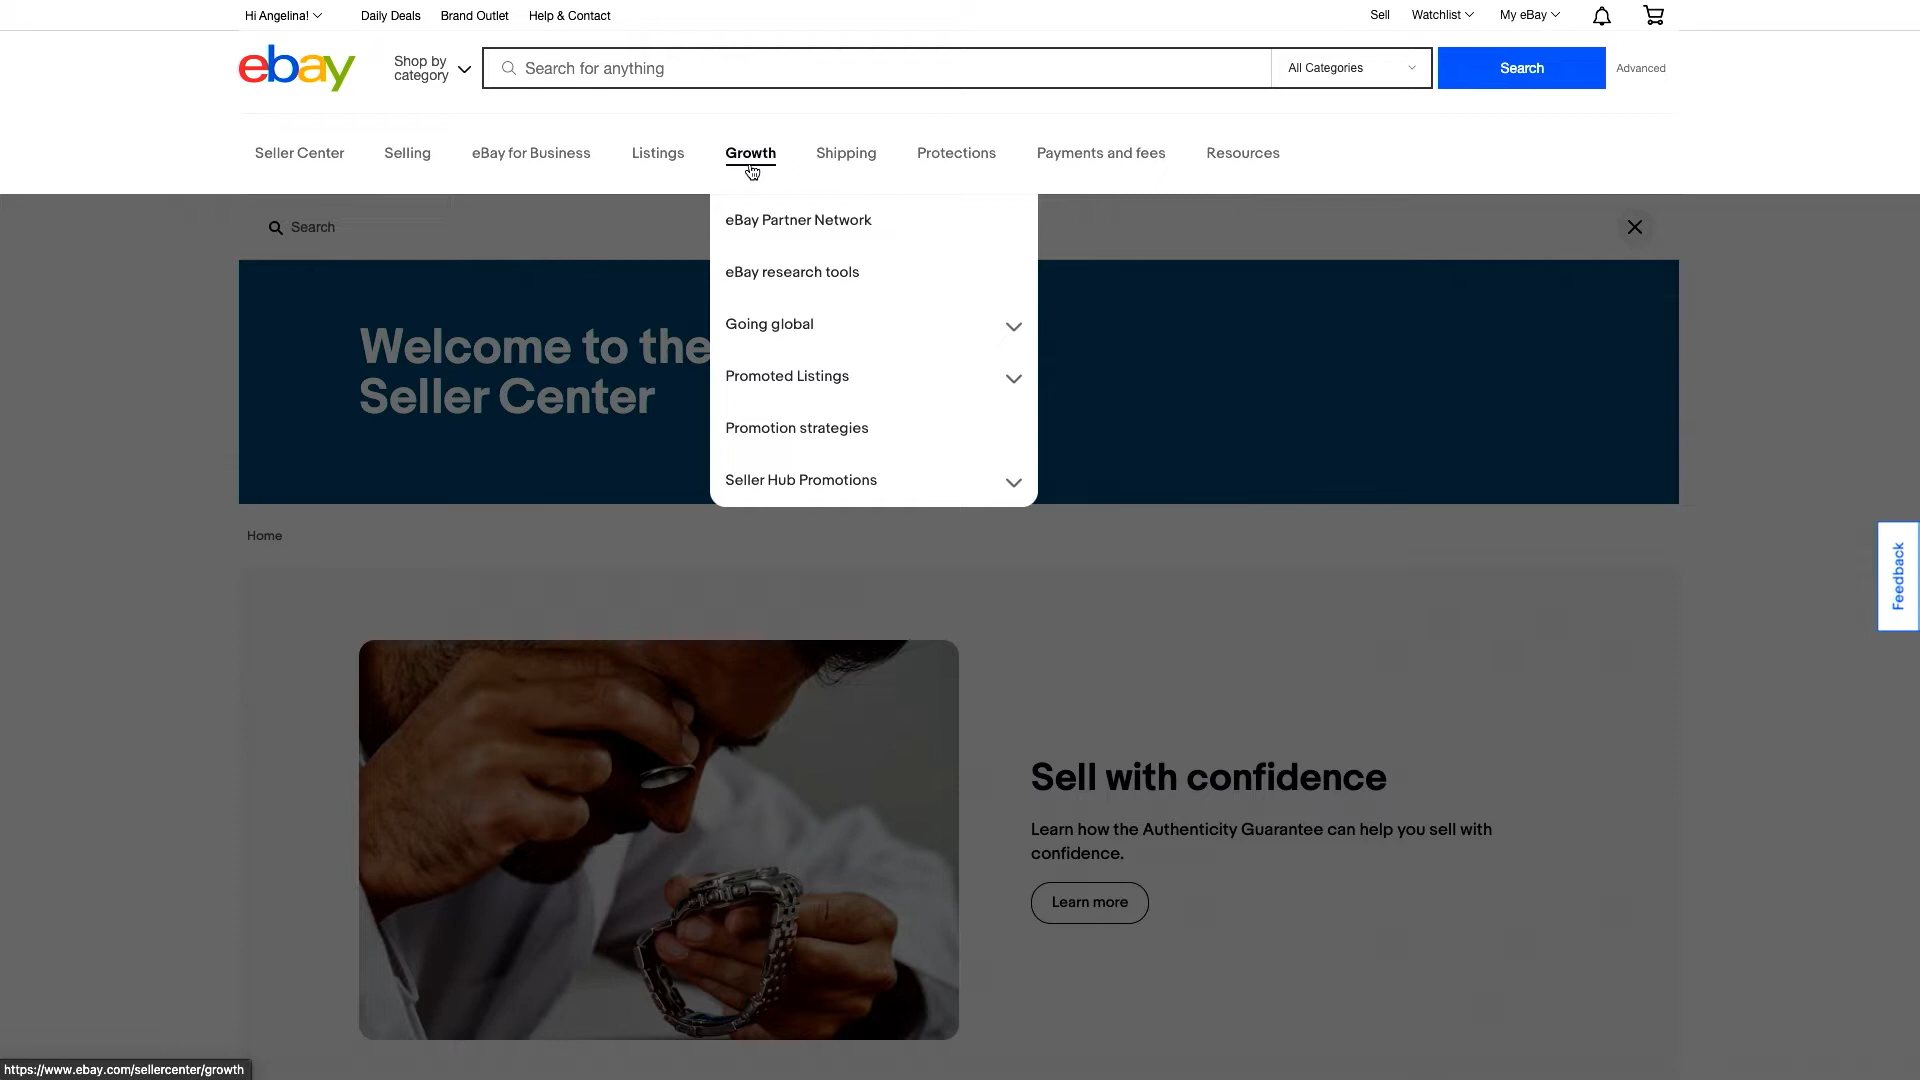 Hi Angelina!
Daily Deals
Brand Outlet
Help & Contact
Sell
Watchlist
My eBay
ebay
Shop by
category
Search for anything
All Categories
Search
Advanced
Seller Center
Selling
eBay for Business
Listings
Growth
Shipping
Protections
Payments and fees
Resources
eBay Partner Network
eBay research tools
Going global
Promoted Listings
Promotion strategies
Seller Hub Promotions
Search
Welcome to the
Seller Center
Home
Feedback
Sell with confidence
Learn how the Authenticity Guarantee can help you sell with
confidence.
Learn more
https://www.ebay.com/sellercenter/growth